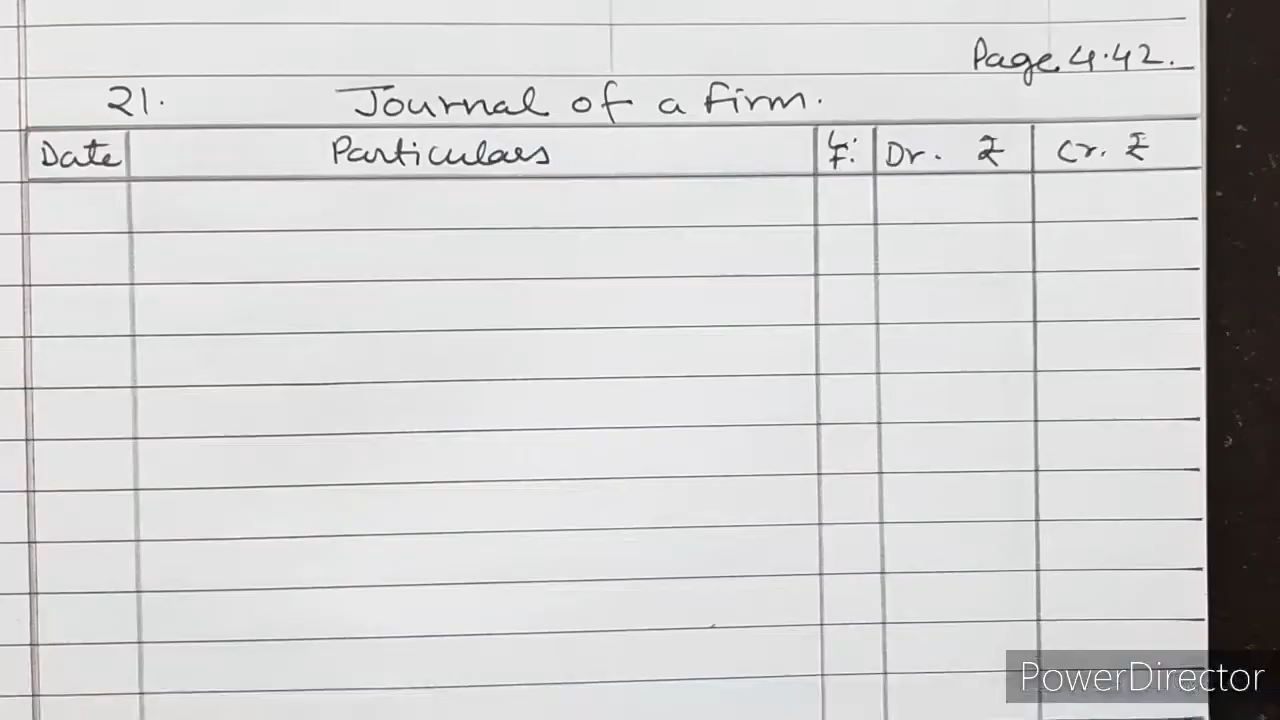 Page 4.42.
21. Journal of a firm.
Date Particulars L.F. Dr. ₹ Cr. ₹
PowerDirector